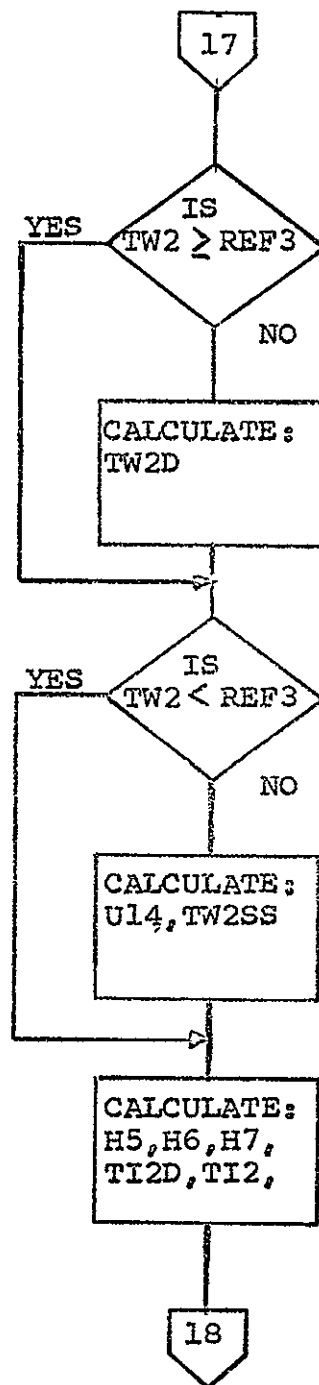 17
IS
YES
TW2 ≥ REF3
NO
CALCULATE:
TW2D
IS
YES
TW2 < REF3
NO
CALCULATE:
U14,TW2SS
CALCULATE:
H5,H6,H7,
TI2D,TI2,
18